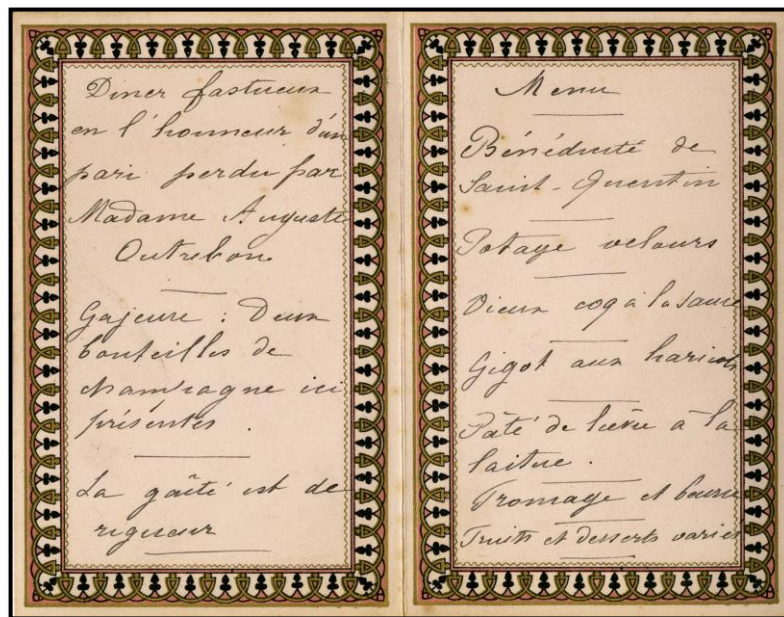 Diner fastueux
en l'honneur d'un
pari perdu par
Madame Auguste
Outrebon
Gajeure : Deux
bouteilles de
champagne ici
présentes.
La gaîté est de
rigueur
Menu
Bénédicité de
Saint-Quentin
Potage velours
Vieux coq à la sauce
Gigot aux haricots
Pâté de lièvre à la
laitue.
Fromage et beurre
Fruits et desserts variés